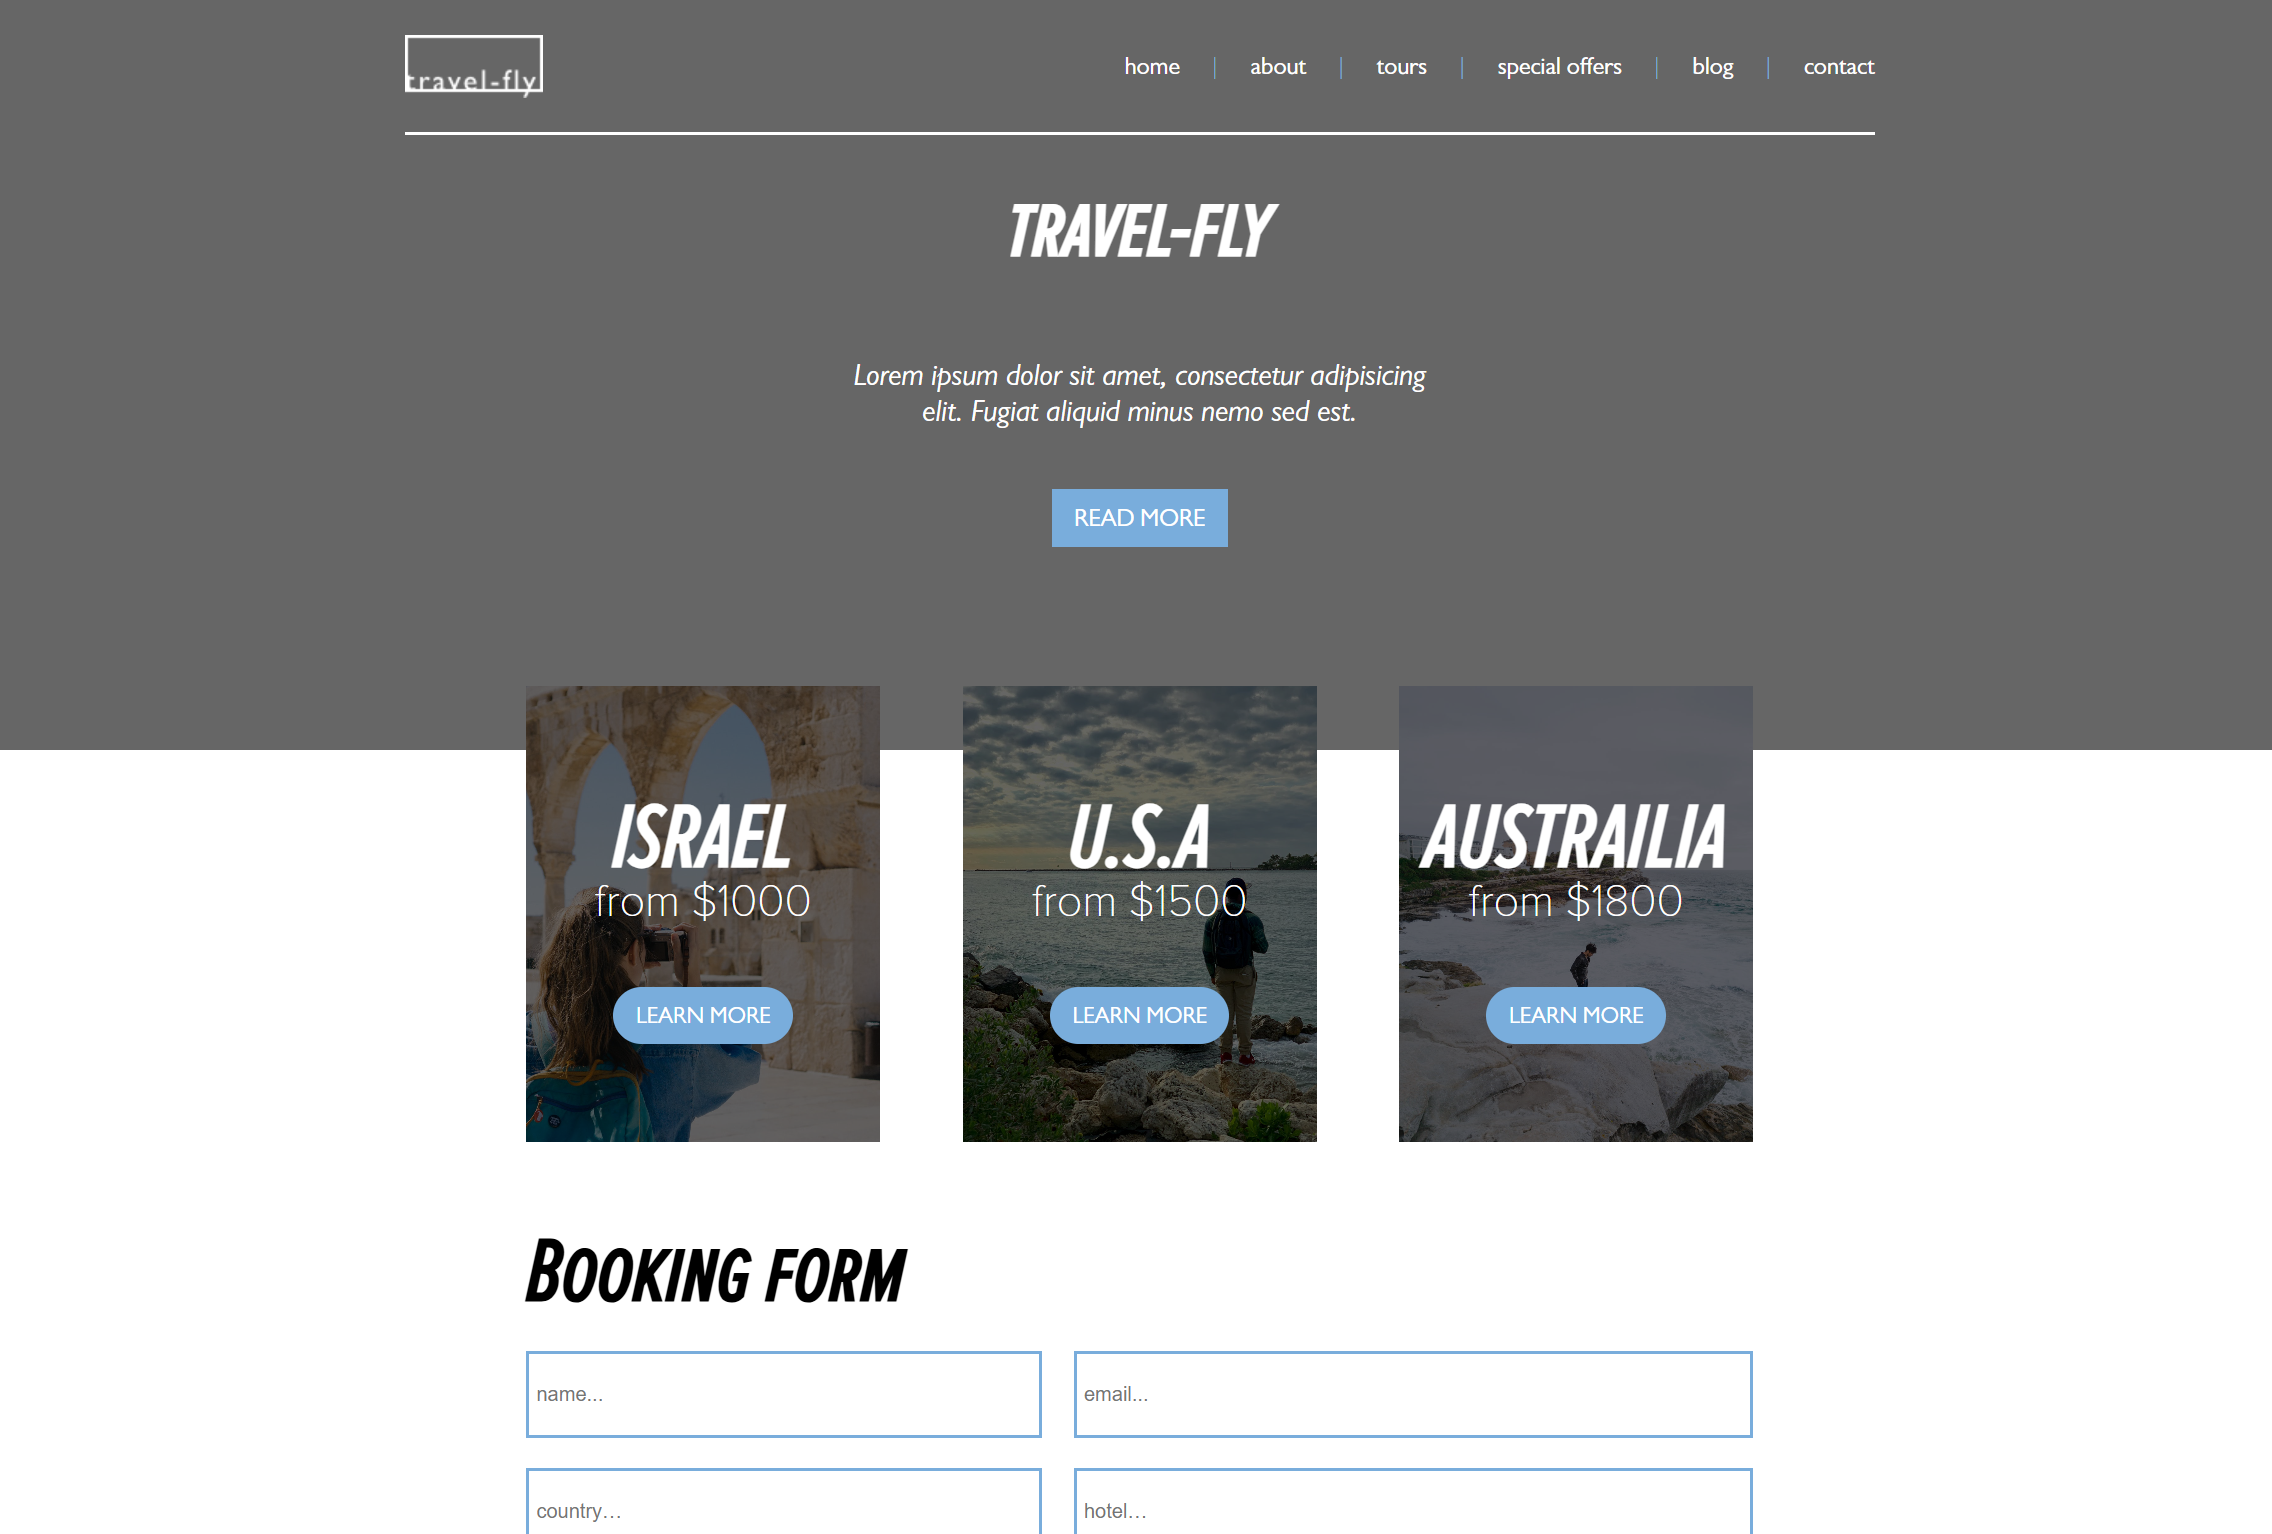 travel-fly
home | about | tours | special offers | blog | contact
TRAVEL-FLY
Lorem ipsum dolor sit amet, consectetur adipisicing
elit. Fugiat aliquid minus nemo sed est.
READ MORE
ISRAEL
from $1000
LEARN MORE
U.S.A
from $1500
LEARN MORE
AUSTRAILIA
from $1800
LEARN MORE
BOOKING FORM
name...
email...
country...
hotel...